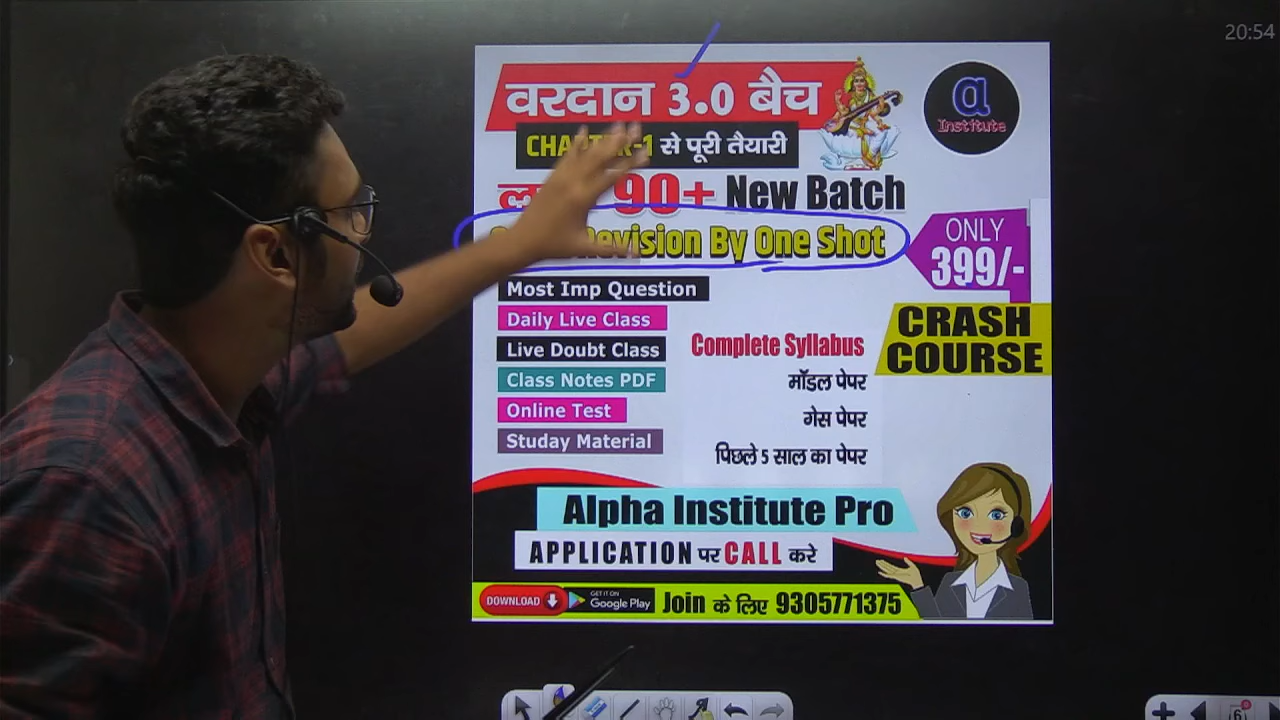 20:54
वरदान 3.0 बैच
α
Institute
से पूरी तैयारी
90+ New Batch
Revision By One Shot
ONLY
399/-
Most Imp Question
CRASH
COURSE
Daily Live Class
Live Doubt Class
Complete Syllabus
Class Notes PDF
मॉडल पेपर
Online Test
गेस पेपर
Studay Material
पिछले 5 साल का पेपर
Alpha Institute Pro
APPLICATION पर CALL करे
DOWNLOAD
GET IT ON
Google Play
Join के लिए 9305771375
6